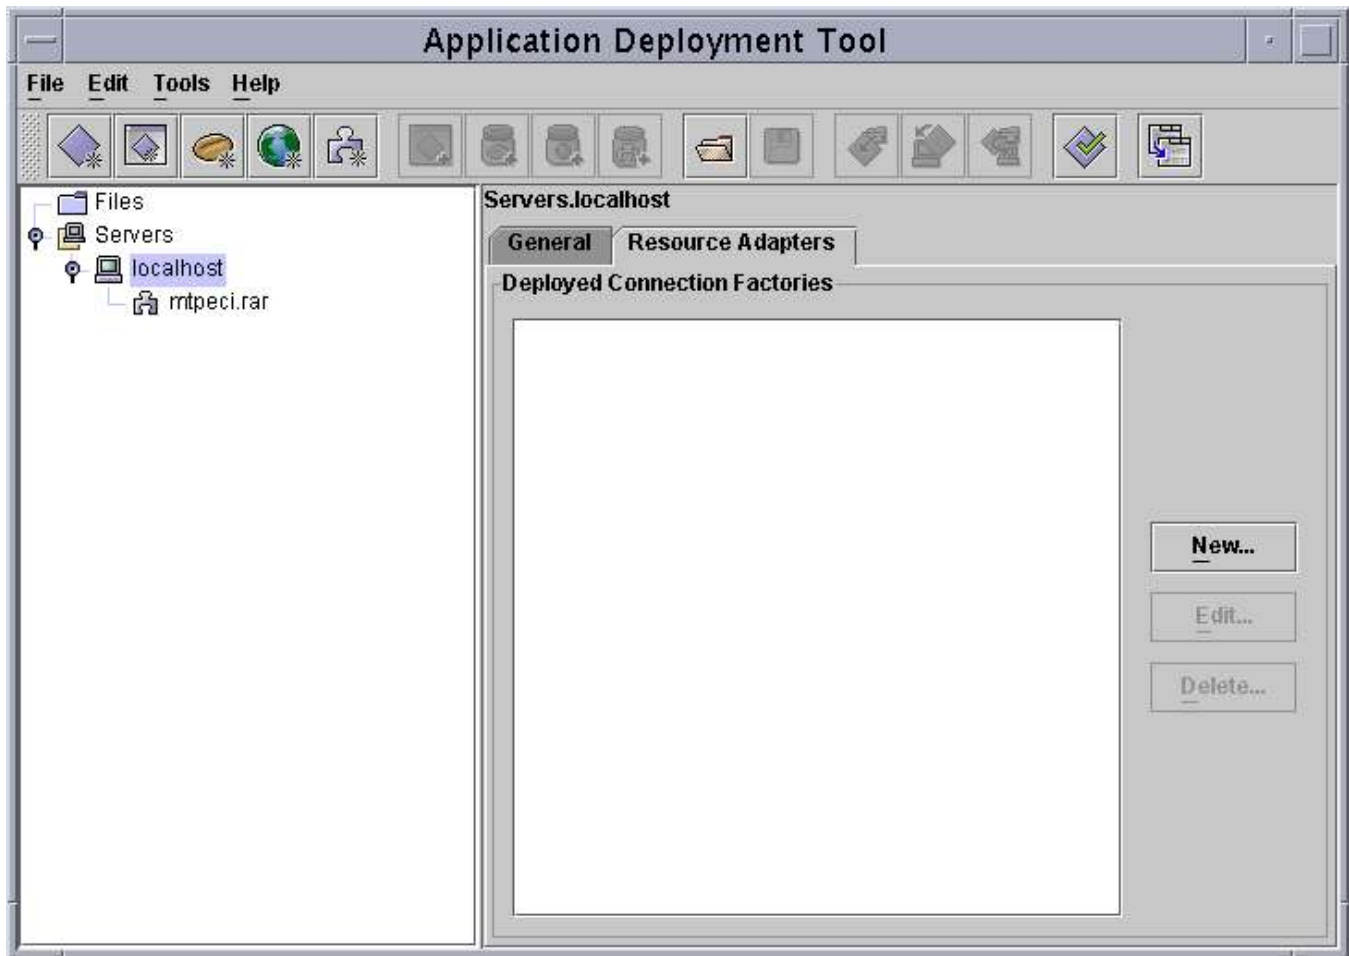 Application Deployment Tool
File Edit Tools Help
Files
Servers
localhost
mtpeci.rar
Servers.localhost
General Resource Adapters
Deployed Connection Factories
New...
Edit...
Delete...